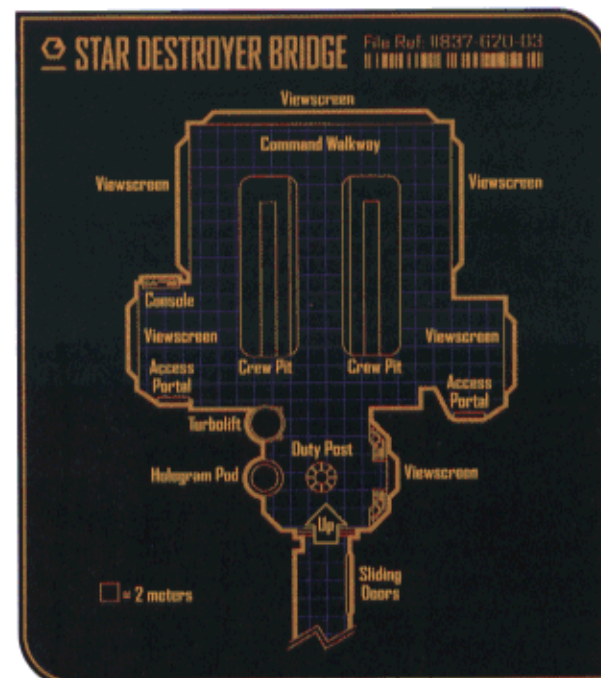 STAR DESTROYER BRIDGE
File Ref: #837-620-03
Viewscreen
Command Walkway
Viewscreen
Viewscreen
Console
Viewscreen
Viewscreen
Crew Pit
Crew Pit
Access
Portal
Access
Portal
Turbolift
Duty Post
Hologram Pod
Viewscreen
Up
Sliding
Doors
= 2 meters